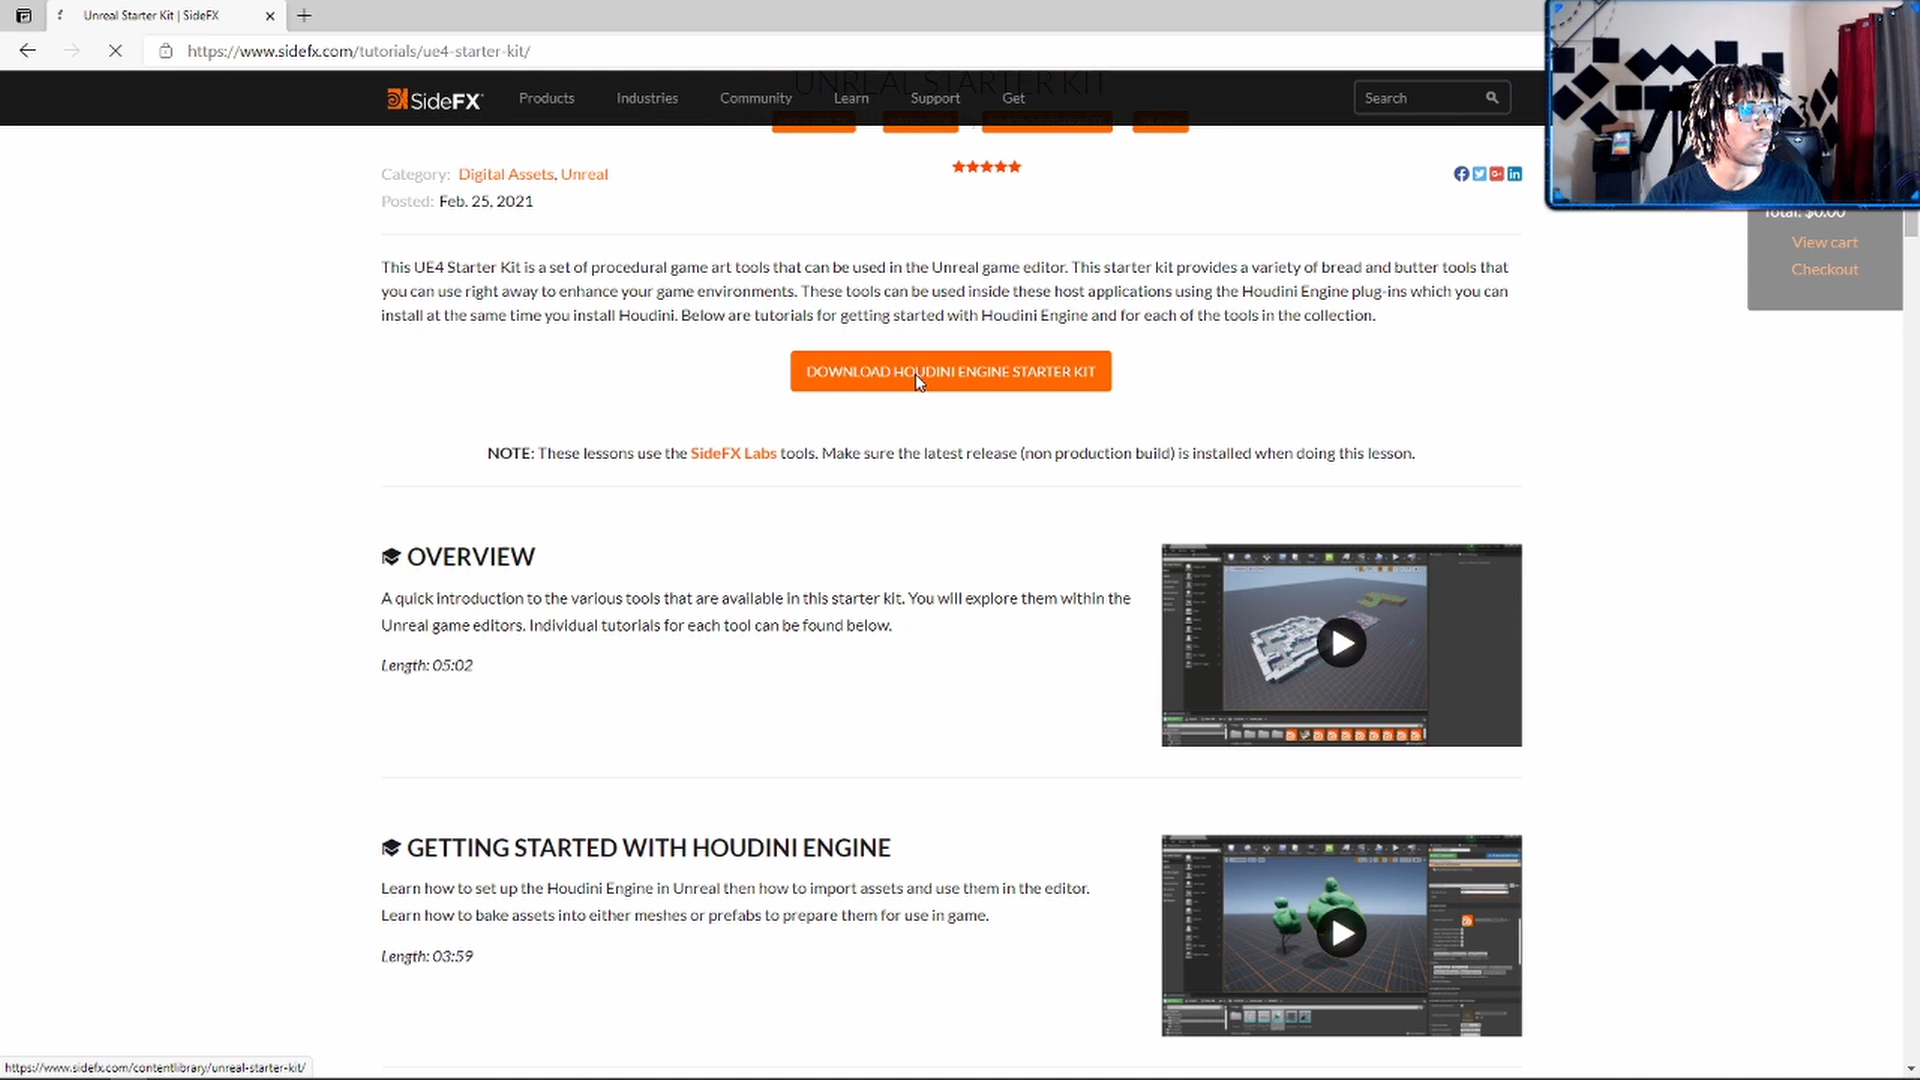 Unreal Starter Kit | SideFX
https://www.sidefx.com/tutorials/ue4-starter-kit/
UNREAL STARTER KIT
SideFX
Products
Industries
Community
Learn
Support
Get
Search
Category: Digital Assets, Unreal
Posted: Feb. 25, 2021
Total: $0.00
View cart
Checkout
This UE4 Starter Kit is a set of procedural game art tools that can be used in the Unreal game editor. This starter kit provides a variety of bread and butter tools that
you can use right away to enhance your game environments. These tools can be used inside these host applications using the Houdini Engine plug-ins which you can
install at the same time you install Houdini. Below are tutorials for getting started with Houdini Engine and for each of the tools in the collection.
DOWNLOAD HOUDINI ENGINE STARTER KIT
NOTE: These lessons use the SideFX Labs tools. Make sure the latest release (non production build) is installed when doing this lesson.
OVERVIEW
A quick introduction to the various tools that are available in this starter kit. You will explore them within the
Unreal game editors. Individual tutorials for each tool can be found below.
Length: 05:02
GETTING STARTED WITH HOUDINI ENGINE
Learn how to set up the Houdini Engine in Unreal then how to import assets and use them in the editor.
Learn how to bake assets into either meshes or prefabs to prepare them for use in game.
Length: 03:59
https://www.sidefx.com/contentlibrary/unreal-starter-kit/